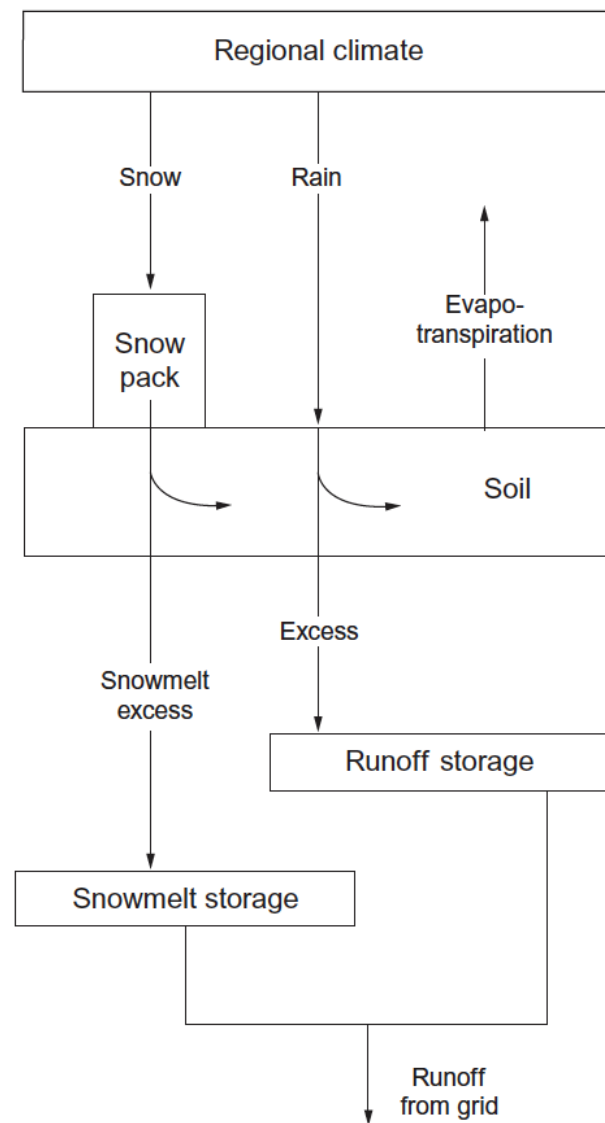 Regional climate
Snow
Rain
Evapo-
transpiration
Snow
pack
Soil
Excess
Snowmelt
excess
Runoff storage
Snowmelt storage
Runoff
from grid